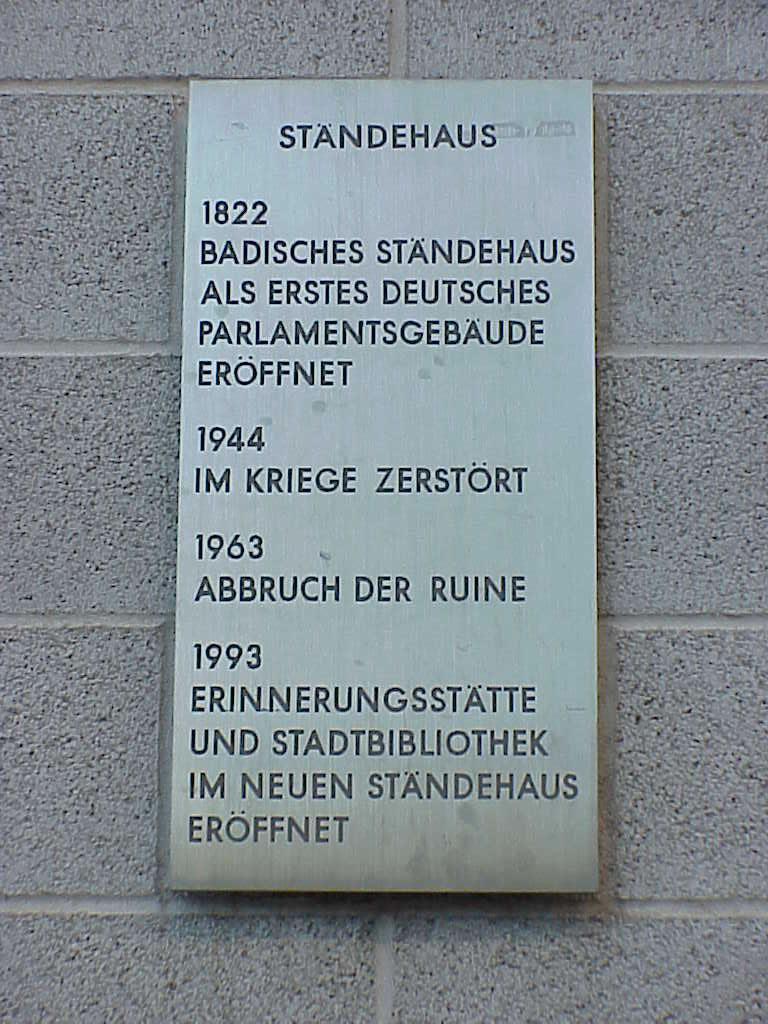 STÄNDEHAUS
1822
BADISCHES STÄNDEHAUS
ALS ERSTES DEUTSCHES
PARLAMENTSGEBÄUDE
ERÖFFNET
1944
IM KRIEGE ZERSTÖRT
1963
ABBRUCH DER RUINE
1993
ERINNERUNGSSTÄTTE
UND STADTBIBLIOTHEK
IM NEUEN STÄNDEHAUS
ERÖFFNET